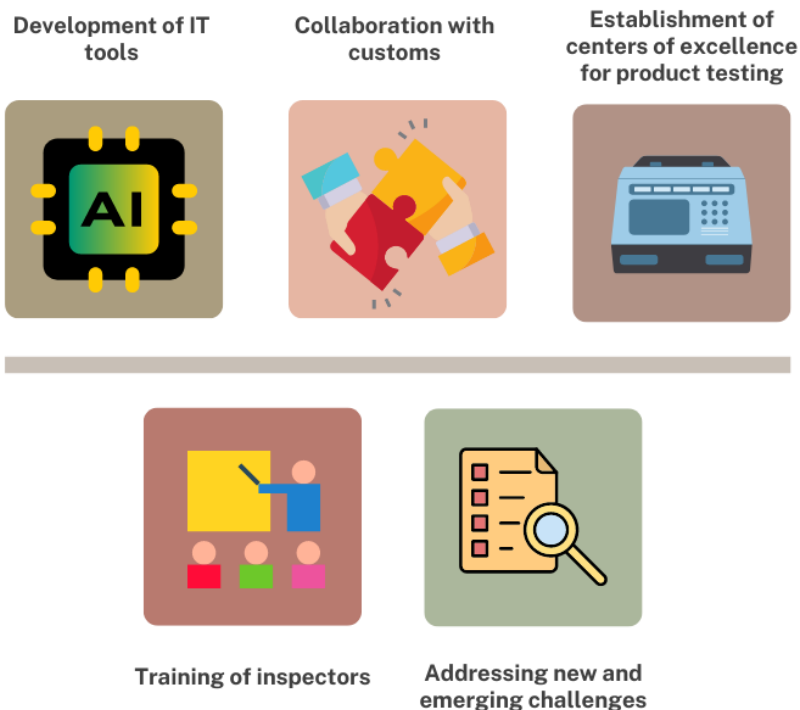 Development of IT
tools
Collaboration with
customs
Establishment of
centers of excellence
for product testing
AI
Training of inspectors
Addressing new and
emerging challenges